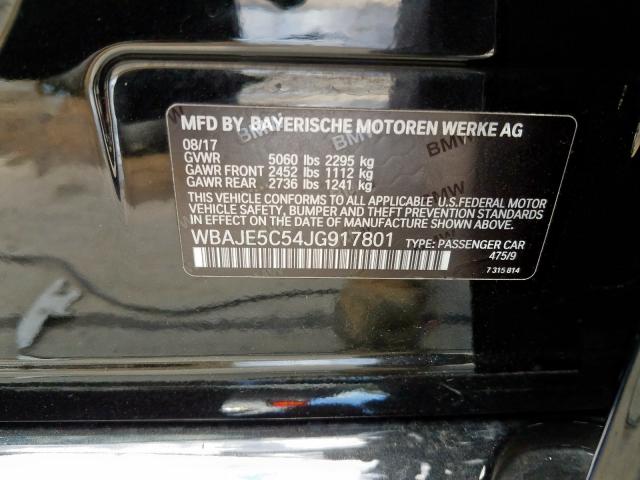 MFD BY BAYERISCHE MOTOREN WERKE AG
08/17
GVWR 5060 lbs 2295 kg
GAWR FRONT 2452 lbs 1112 kg
GAWR REAR 2736 lbs 1241 kg
THIS VEHICLE CONFORMS TO ALL APPLICABLE U.S.FEDERAL MOTOR
VEHICLE SAFETY, BUMPER, AND THEFT PREVENTION STANDARDS IN
EFFECT ON THE DATE OF MANUFACTURE SHOWN ABOVE.
WBAJE5C54JG917801 TYPE: PASSENGER CAR
475/9
7 315 814